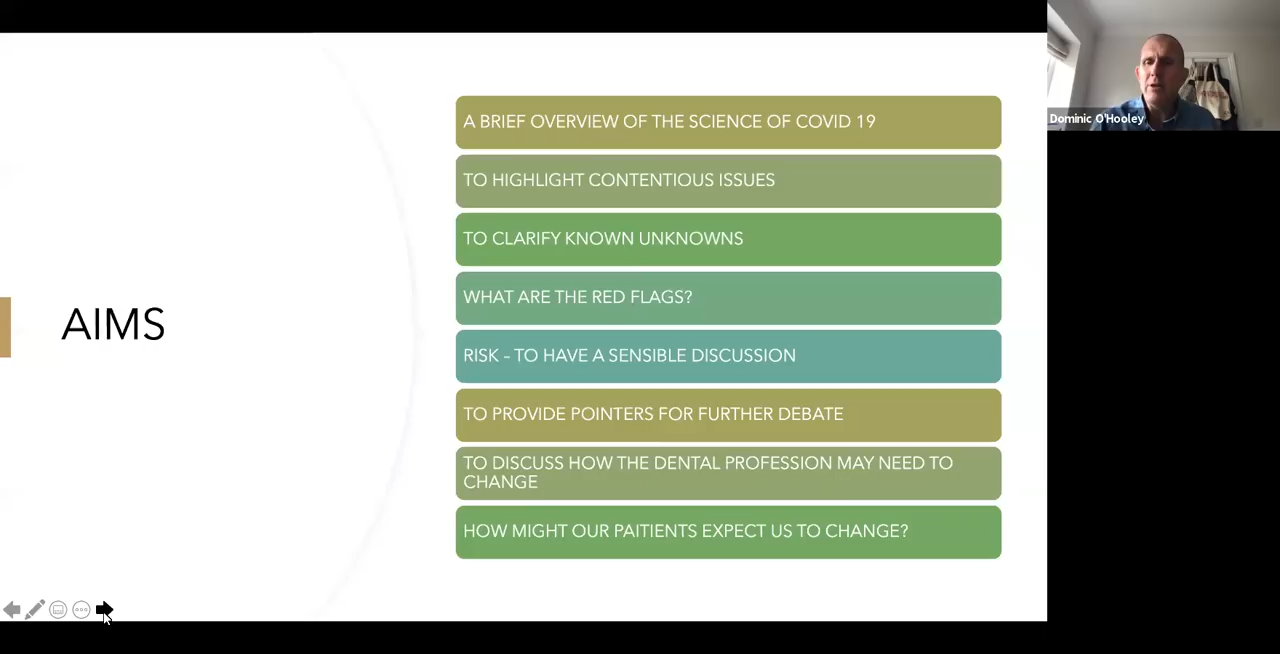 AIMS
A BRIEF OVERVIEW OF THE SCIENCE OF COVID 19
TO HIGHLIGHT CONTENTIOUS ISSUES
TO CLARIFY KNOWN UNKNOWNS
WHAT ARE THE RED FLAGS?
RISK - TO HAVE A SENSIBLE DISCUSSION
TO PROVIDE POINTERS FOR FURTHER DEBATE
TO DISCUSS HOW THE DENTAL PROFESSION MAY NEED TO
CHANGE
HOW MIGHT OUR PAITIENTS EXPECT US TO CHANGE?
Dominic O'Hooley